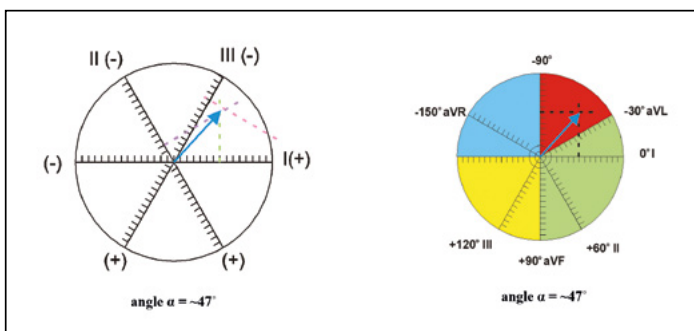 II (-) III (-)
(-) I(+)
(+) (+)
angle α = ~47°
-90°
-150° aVR -30° aVL
0° I
+120° III +60° II
+90° aVF
angle α = ~47°